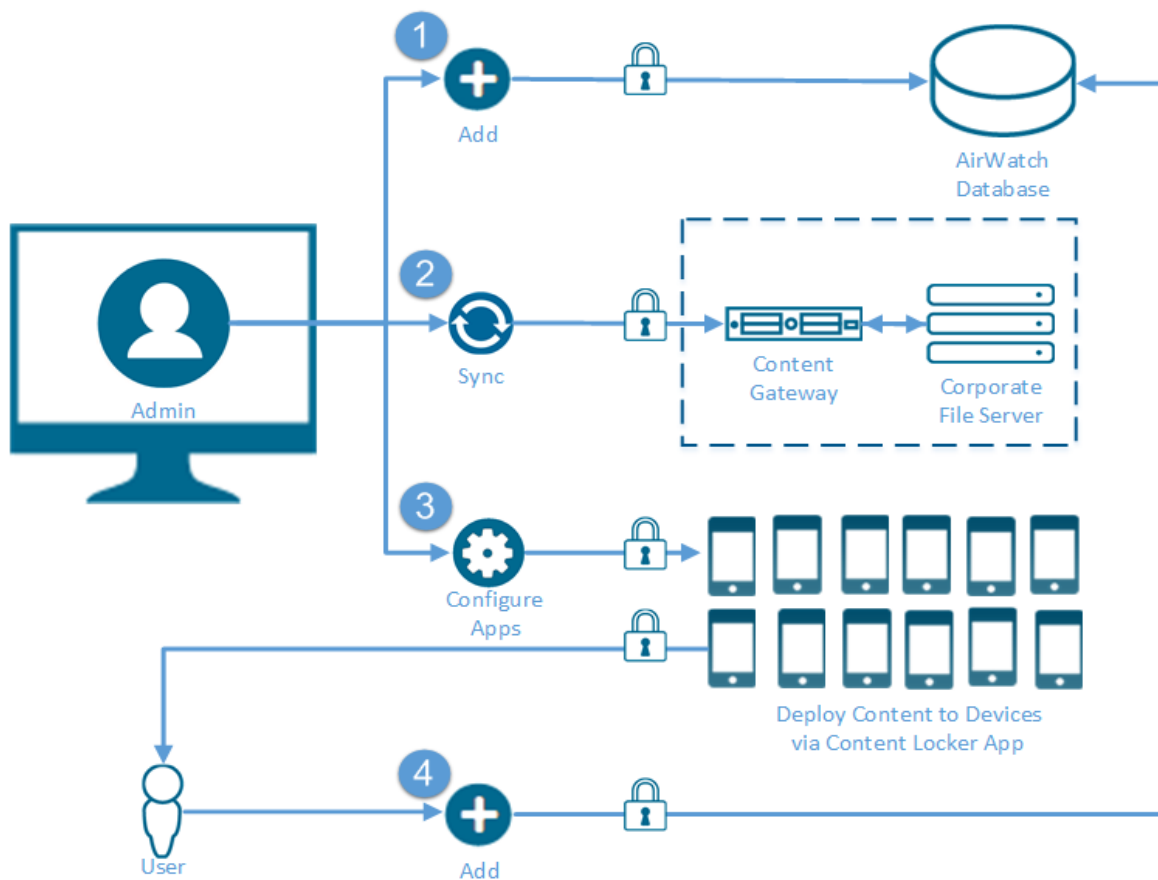 1
Add
AirWatch
Database
2
Admin
Sync
Content
Gateway
Corporate
File Server
3
Configure
Apps
Deploy Content to Devices
via Content Locker App
4
User
Add